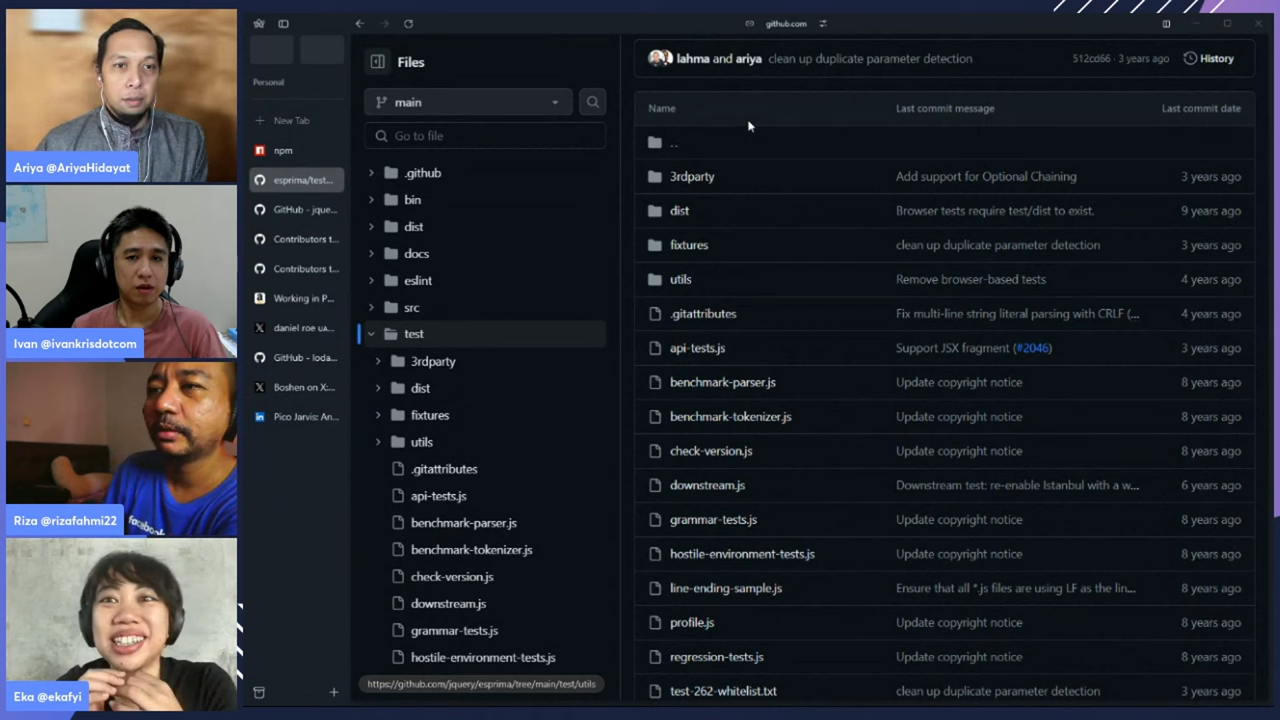 Ariya @AriyaHidayat
Ivan @ivankrisdotcom
facebook
Riza @rizafahmi22
Eka @ekafyi
github.com
Personal
New Tab
npm
esprima/test...
GitHub - jque...
Contributors t...
Contributors t...
Working in P...
daniel roe ua...
GitHub - loda...
Boshen on X:...
Pico Jarvis: An...
Files
main
Go to file
.github
bin
dist
docs
eslint
src
test
3rdparty
dist
fixtures
utils
.gitattributes
api-tests.js
benchmark-parser.js
benchmark-tokenizer.js
check-version.js
downstream.js
grammar-tests.js
hostile-environment-tests.js
https://github.com/jquery/esprima/tree/main/test/utils
lahma and ariya clean up duplicate parameter detection 512cd66 · 3 years ago History
Name Last commit message Last commit date
..
3rdparty Add support for Optional Chaining 3 years ago
dist Browser tests require test/dist to exist. 9 years ago
fixtures clean up duplicate parameter detection 3 years ago
utils Remove browser-based tests 4 years ago
.gitattributes Fix multi-line string literal parsing with CRLF (... 4 years ago
api-tests.js Support JSX fragment (#2046) 3 years ago
benchmark-parser.js Update copyright notice 8 years ago
benchmark-tokenizer.js Update copyright notice 8 years ago
check-version.js Update copyright notice 8 years ago
downstream.js Downstream test: re-enable Istanbul with a w... 6 years ago
grammar-tests.js Update copyright notice 8 years ago
hostile-environment-tests.js Update copyright notice 8 years ago
line-ending-sample.js Ensure that all *.js files are using LF as the lin... 8 years ago
profile.js Update copyright notice 8 years ago
regression-tests.js Update copyright notice 8 years ago
test-262-whitelist.txt clean up duplicate parameter detection 3 years ago